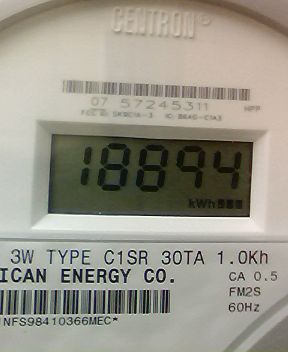 CENTRON®
07 57245311
18894
kWh
3W TYPE C1SR 30TA 1.0Kh
ICAN ENERGY CO.
CA 0.5
FM2S
60Hz
NFS98410366MEC*